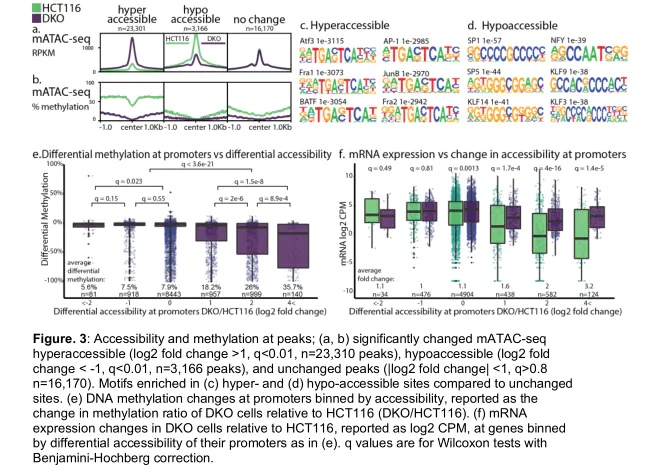 HCT116
DKO
hyper accessible
n=23,301
hypo accessible
n=3,166
no change
n=16,170
a.
mATAC-seq
RPKM
1000
0
HCT116 DKO
b.
mATAC-seq
% methylation
100
50
0
-1.0 center 1.0Kb -1.0 center 1.0Kb -1.0 center 1.0Kb
c. Hyperaccessible
Atf3 1e-3115 AP-1 1e-2985
Fra1 1e-3073 JunB 1e-2970
BATF 1e-3054 Fra2 1e-2942
d. Hypoaccessible
SP1 1e-57 NFY 1e-39
SP5 1e-44 KLF9 1e-38
KLF14 1e-41 KLF3 1e-38
e.Differential methylation at promoters vs differential accessibility
q < 3.6e-21
q = 0.023 q = 1.5e-8
q = 0.15 q = 0.55 q = 2e-6 q = 8.9e-4
Differential Methylation
100%
50%
0%
-50%
-100%
average
differential
methylation:
5.6% 7.5% 7.9% 18.2% 26% 35.7%
n=81 n=918 n=8443 n=957 n=999 n=140
<-2 -1 0 1 2 4<
Differential accessibility at promoters DKO/HCT116 (log2 fold change)
f. mRNA expression vs change in accessibility at promoters
q = 0.49 q = 0.81 q = 0.0013 q = 1.7e-4 q = 4e-16 q = 1.4e-5
mRNA log2 CPM
10
5
0
-5
-10
average
fold change:
1.1 1 1.1 1.6 2 3.2
n=34 n=476 n=4904 n=438 n=582 n=124
<-2 -1 0 1 2 4<
Differential accessibility at promoters DKO/HCT116 (log2 fold change)
Figure. 3: Accessibility and methylation at peaks; (a, b) significantly changed mATAC-seq
hyperaccessible (log2 fold change >1, q<0.01, n=23,310 peaks), hypoaccessible (log2 fold
change < -1, q<0.01, n=3,166 peaks), and unchanged peaks (|log2 fold change| <1, q>0.8
n=16,170). Motifs enriched in (c) hyper- and (d) hypo-accessible sites compared to unchanged
sites. (e) DNA methylation changes at promoters binned by accessibility, reported as the
change in methylation ratio of DKO cells relative to HCT116 (DKO/HCT116). (f) mRNA
expression changes in DKO cells relative to HCT116, reported as log2 CPM, at genes binned
by differential accessibility of their promoters as in (e). q values are for Wilcoxon tests with
Benjamini-Hochberg correction.